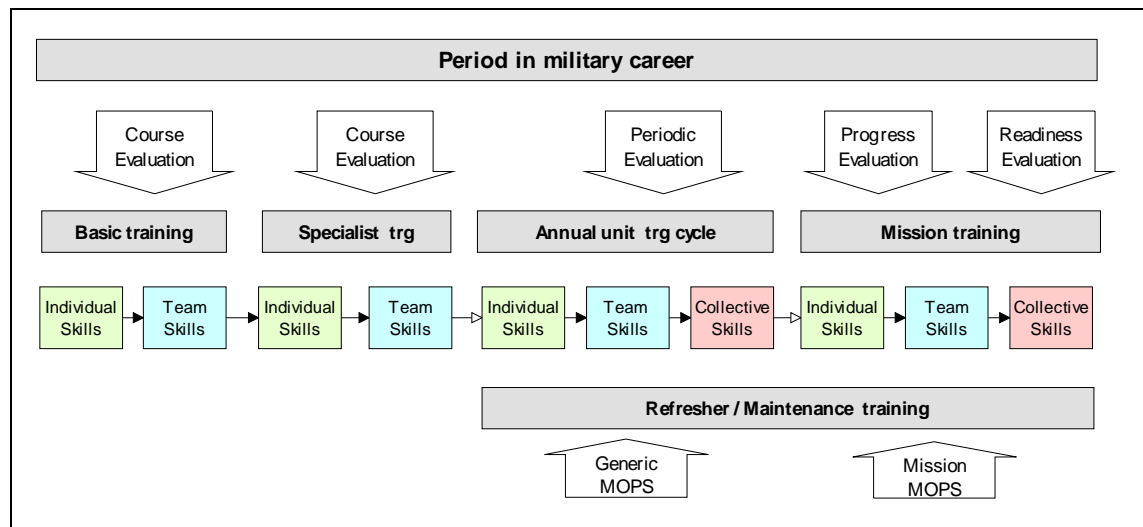 Period in military career
Course
Evaluation
Course
Evaluation
Periodic
Evaluation
Progress
Evaluation
Readiness
Evaluation
Basic training
Specialist trg
Annual unit trg cycle
Mission training
Individual
Skills
Team
Skills
Individual
Skills
Team
Skills
Individual
Skills
Team
Skills
Collective
Skills
Individual
Skills
Team
Skills
Collective
Skills
Refresher / Maintenance training
Generic
MOPS
Mission
MOPS